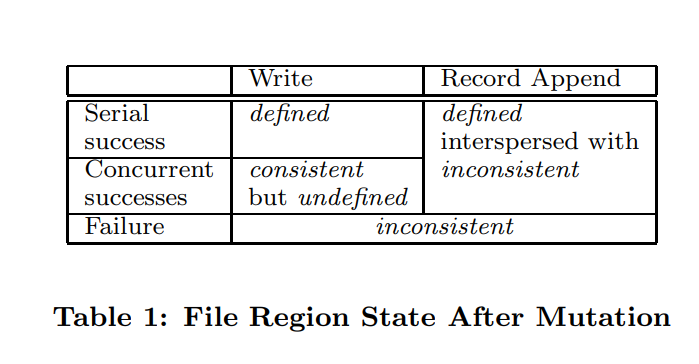 Write Record Append
Serial defined defined
success interspersed with
Concurrent consistent inconsistent
successes but undefined
Failure inconsistent
Table 1: File Region State After Mutation